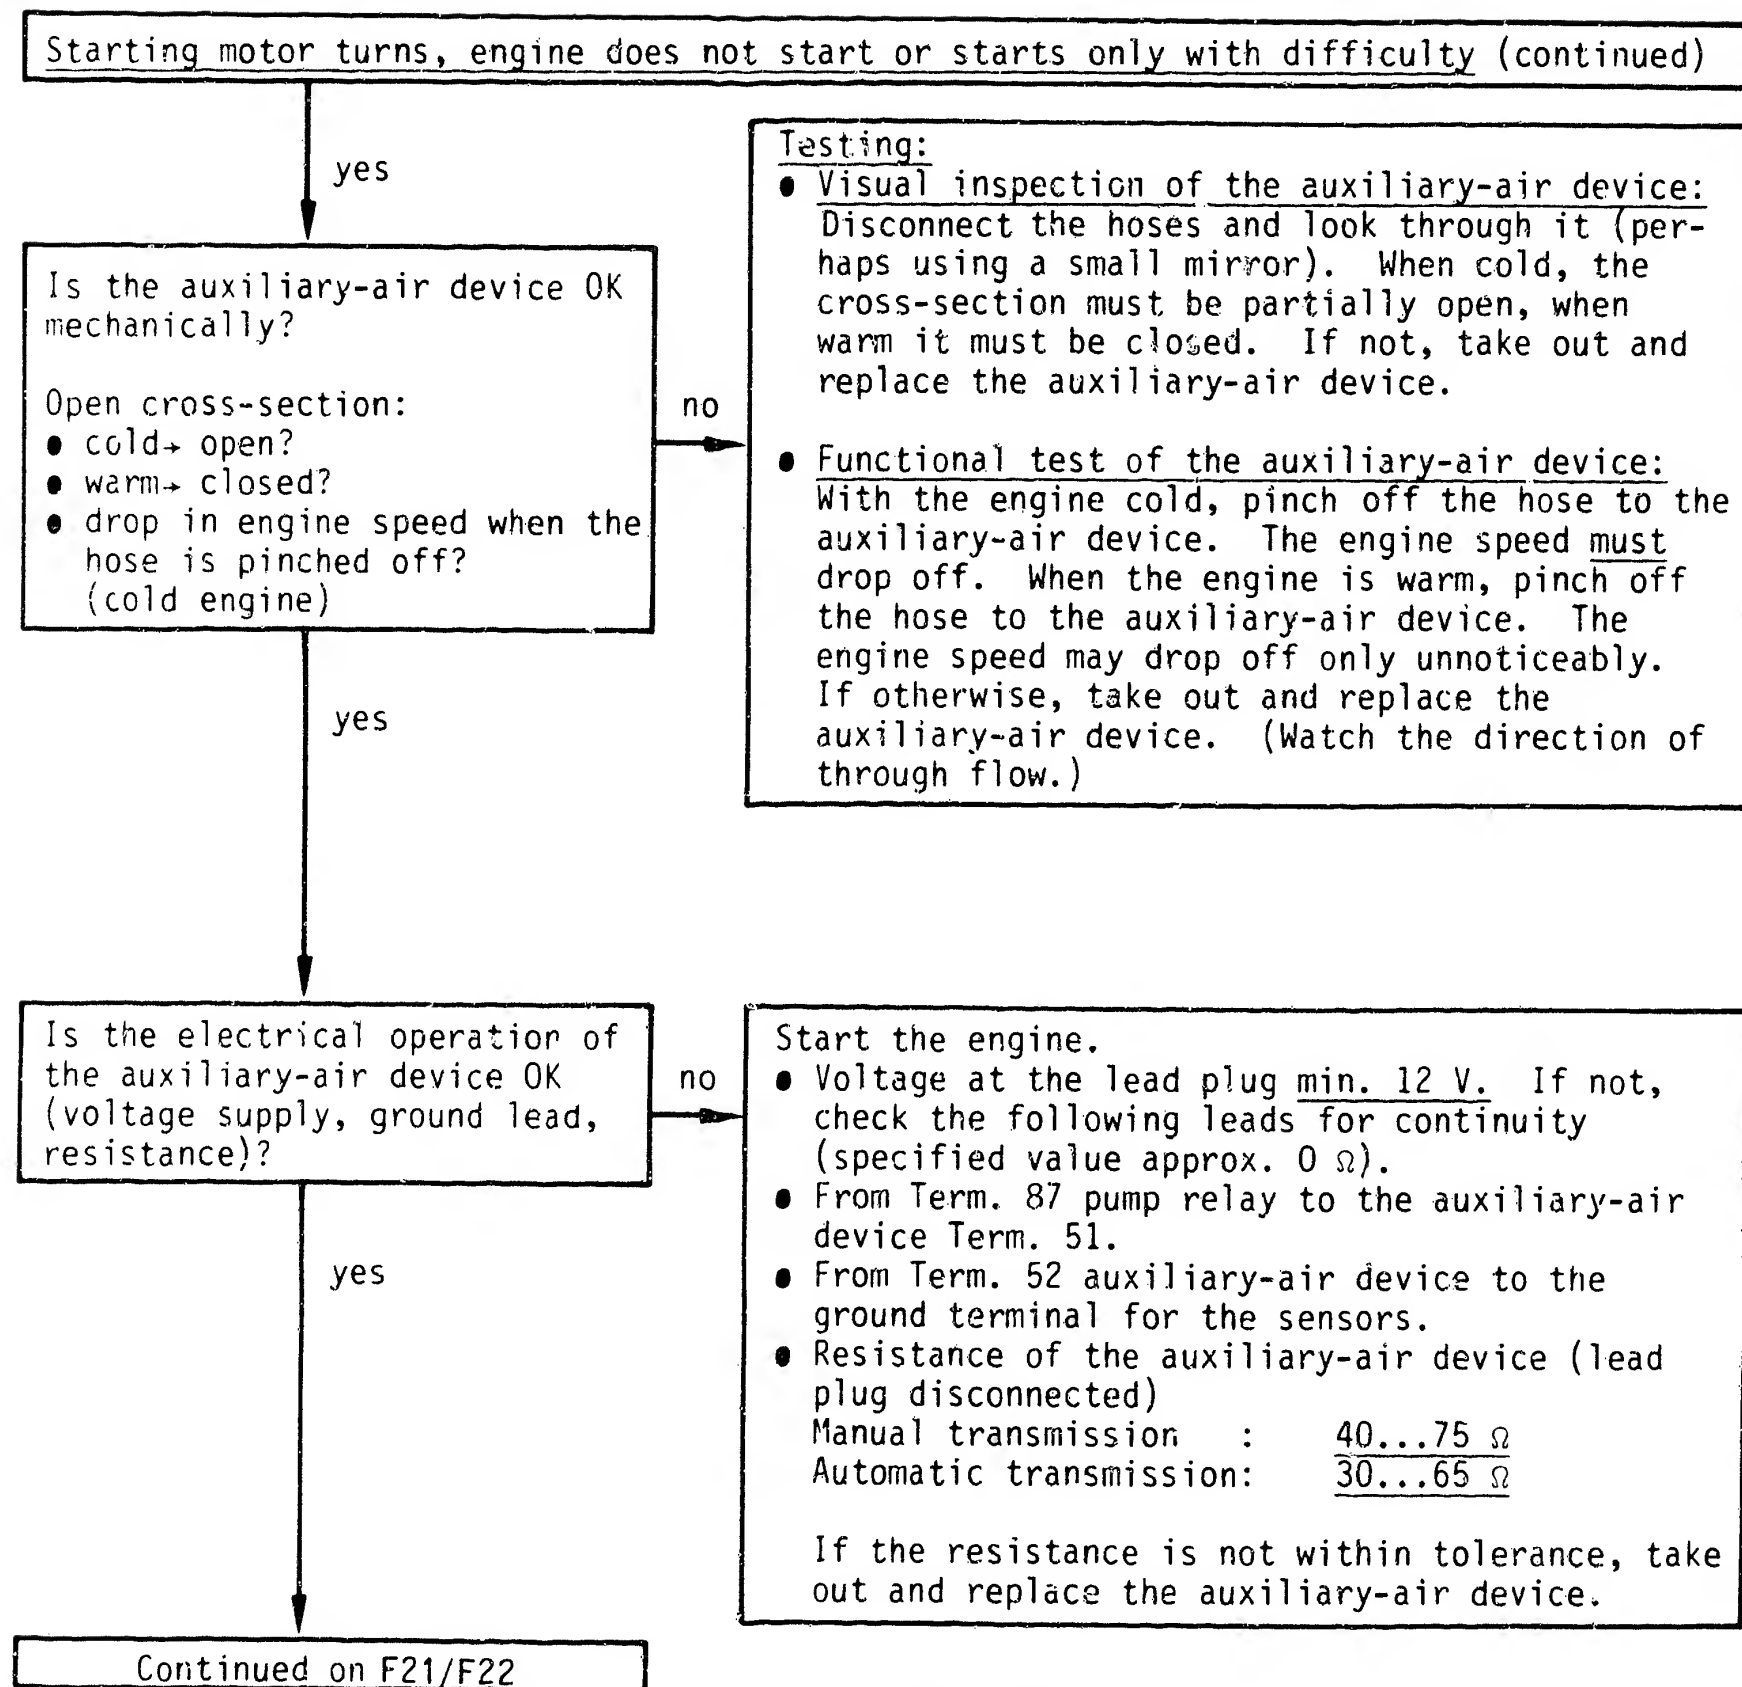 Starting motor turns, engine does not start or starts only with difficulty (continued)
yes
Is the auxiliary-air device OK
mechanically?
Open cross-section:
● cold→ open?
● warm→ closed?
● drop in engine speed when the
hose is pinched off?
(cold engine)
no
Testing:
● Visual inspection of the auxiliary-air device:
Disconnect the hoses and look through it (per-
haps using a small mirror). When cold, the
cross-section must be partially open, when
warm it must be closed. If not, take out and
replace the auxiliary-air device.
● Functional test of the auxiliary-air device:
With the engine cold, pinch off the hose to the
auxiliary-air device. The engine speed must
drop off. When the engine is warm, pinch off
the hose to the auxiliary-air device. The
engine speed may drop off only unnoticeably.
If otherwise, take out and replace the
auxiliary-air device. (Watch the direction of
through flow.)
yes
Is the electrical operation of
the auxiliary-air device OK
(voltage supply, ground lead,
resistance)?
no
Start the engine.
● Voltage at the lead plug min. 12 V. If not,
check the following leads for continuity
(specified value approx. 0 Ω).
● From Term. 87 pump relay to the auxiliary-air
device Term. 51.
● From Term. 52 auxiliary-air device to the
ground terminal for the sensors.
● Resistance of the auxiliary-air device (lead
plug disconnected)
Manual transmission : 40...75 Ω
Automatic transmission: 30...65 Ω
If the resistance is not within tolerance, take
out and replace the auxiliary-air device.
yes
Continued on F21/F22